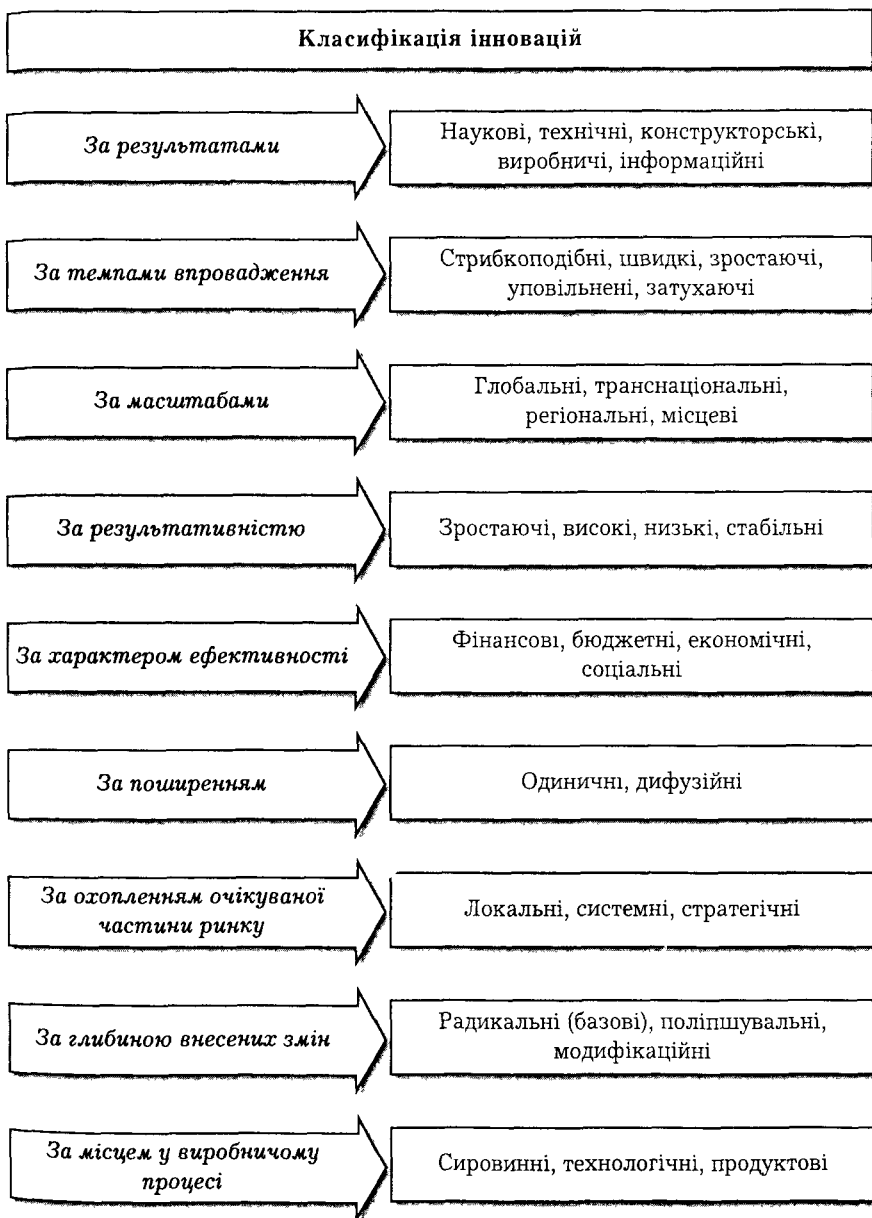 Класифікація інновацій
За результатами
Наукові, технічні, конструкторські,
виробничі, інформаційні
За темпами впровадження
Стрибкоподібні, швидкі, зростаючі,
уповільнені, затухаючі
За масштабами
Глобальні, транснаціональні,
регіональні, місцеві
За результативністю
Зростаючі, високі, низькі, стабільні
За характером ефективності
Фінансові, бюджетні, економічні,
соціальні
За поширенням
Одиничні, дифузійні
За охопленням очікуваної
частини ринку
Локальні, системні, стратегічні
За глибиною внесених змін
Радикальні (базові), поліпшувальні,
модифікаційні
За місцем у виробничому
процесі
Сировинні, технологічні, продуктові